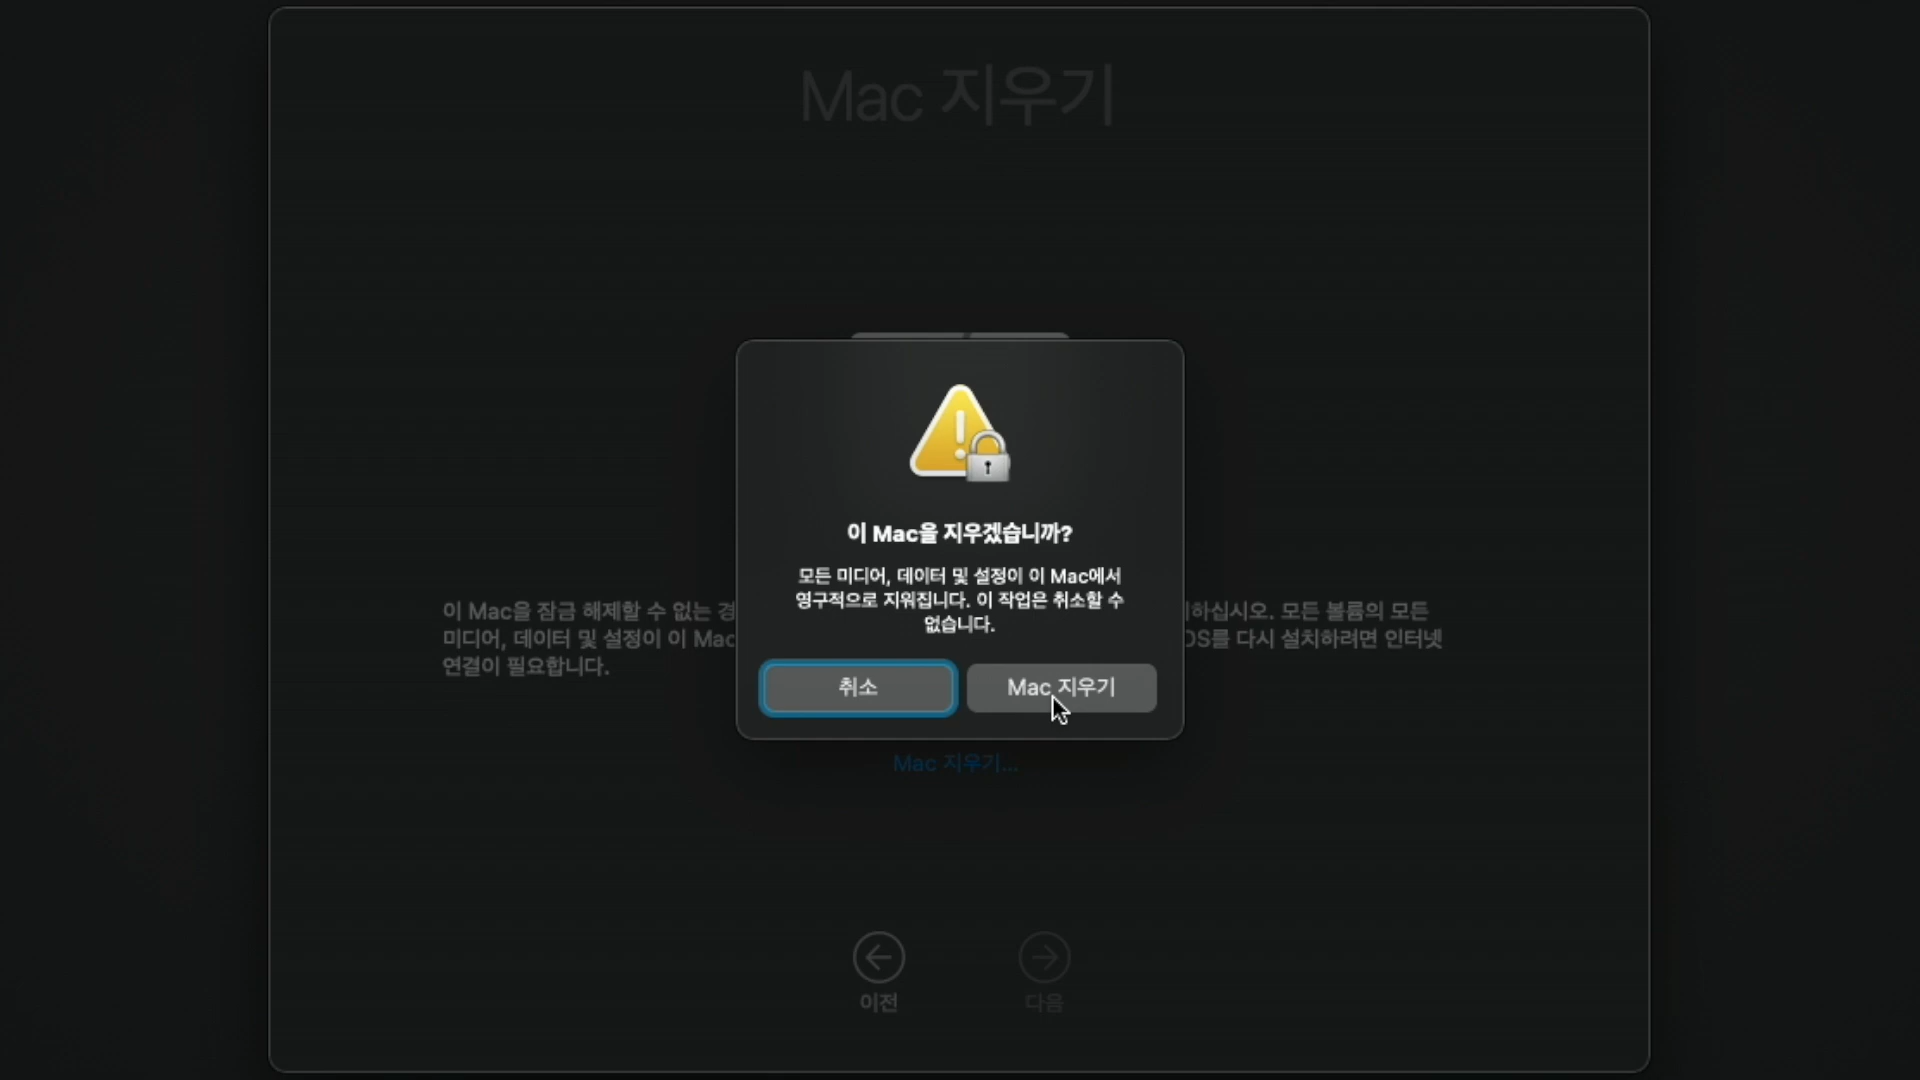 Mac 지우기
이 Mac을 지우겠습니까?
모든 미디어, 데이터 및 설정이 이 Mac에서
영구적으로 지워집니다. 이 작업은 취소할 수
없습니다.
취소
Mac 지우기
이 Mac을 잠금 해제할 수 없는 하십시오. 모든 볼륨의 모든
미디어, 데이터 및 설정이 이 Mac OS를 다시 설치하려면 인터넷
연결이 필요합니다.
Mac 지우기...
이전
다음